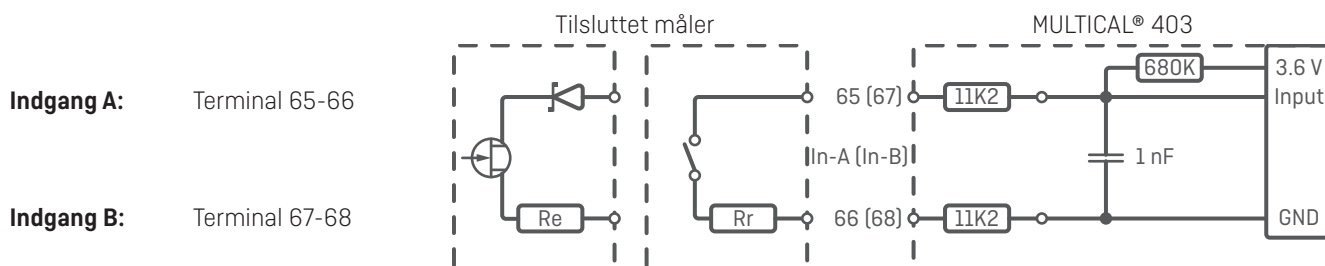 Tilsluttet måler
MULTICAL® 403
680K
3.6 V
Indgang A: Terminal 65-66
65 (67)
11K2
Input
In-A (In-B)
1 nF
Indgang B: Terminal 67-68
Re
Rr
66 (68)
11K2
GND